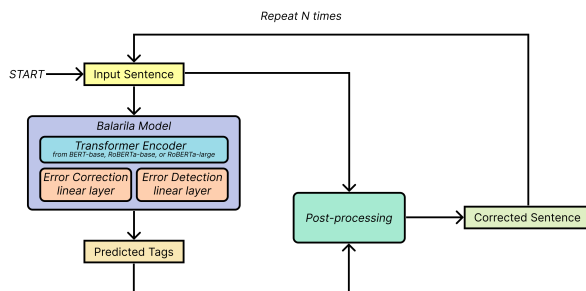 Repeat N times
START
Input Sentence
Balarila Model
Transformer Encoder
from BERT-base, RoBERTa-base, or RoBERTa-large
Error Correction
linear layer
Error Detection
linear layer
Post-processing
Corrected Sentence
Predicted Tags